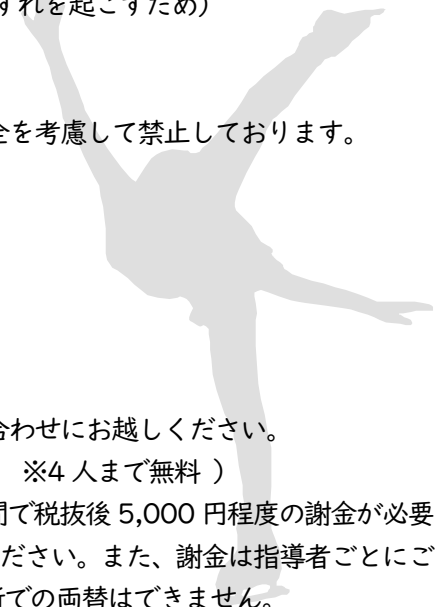 すれを起こすため）
全を考慮して禁止しております。
合わせにお越しください。
※4 人まで無料 ）
間で税抜後 5,000 円程度の謝金が必要
ださい。また、謝金は指導者ごとにご
所での両替はできません。